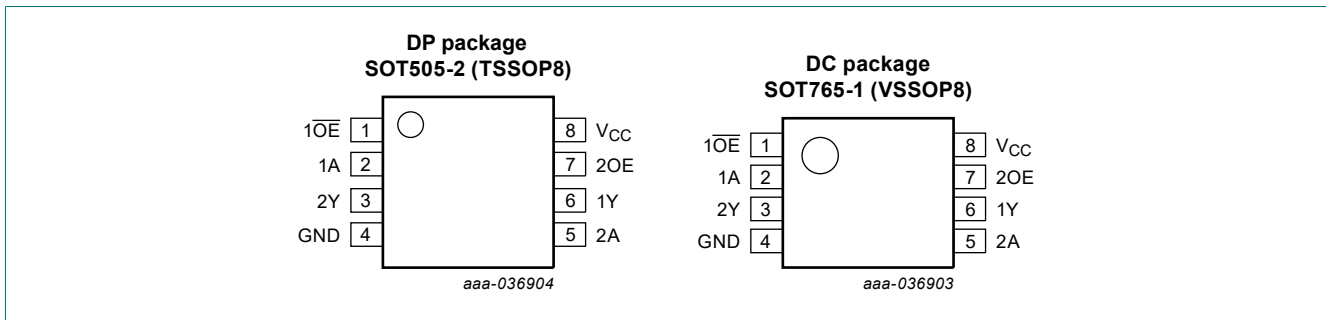 DP package
SOT505-2 (TSSOP8)
1O̅E̅ 1 8 VCC
1A 2 7 2OE
2Y 3 6 1Y
GND 4 5 2A
aaa-036904
DC package
SOT765-1 (VSSOP8)
1O̅E̅ 1 8 VCC
1A 2 7 2OE
2Y 3 6 1Y
GND 4 5 2A
aaa-036903